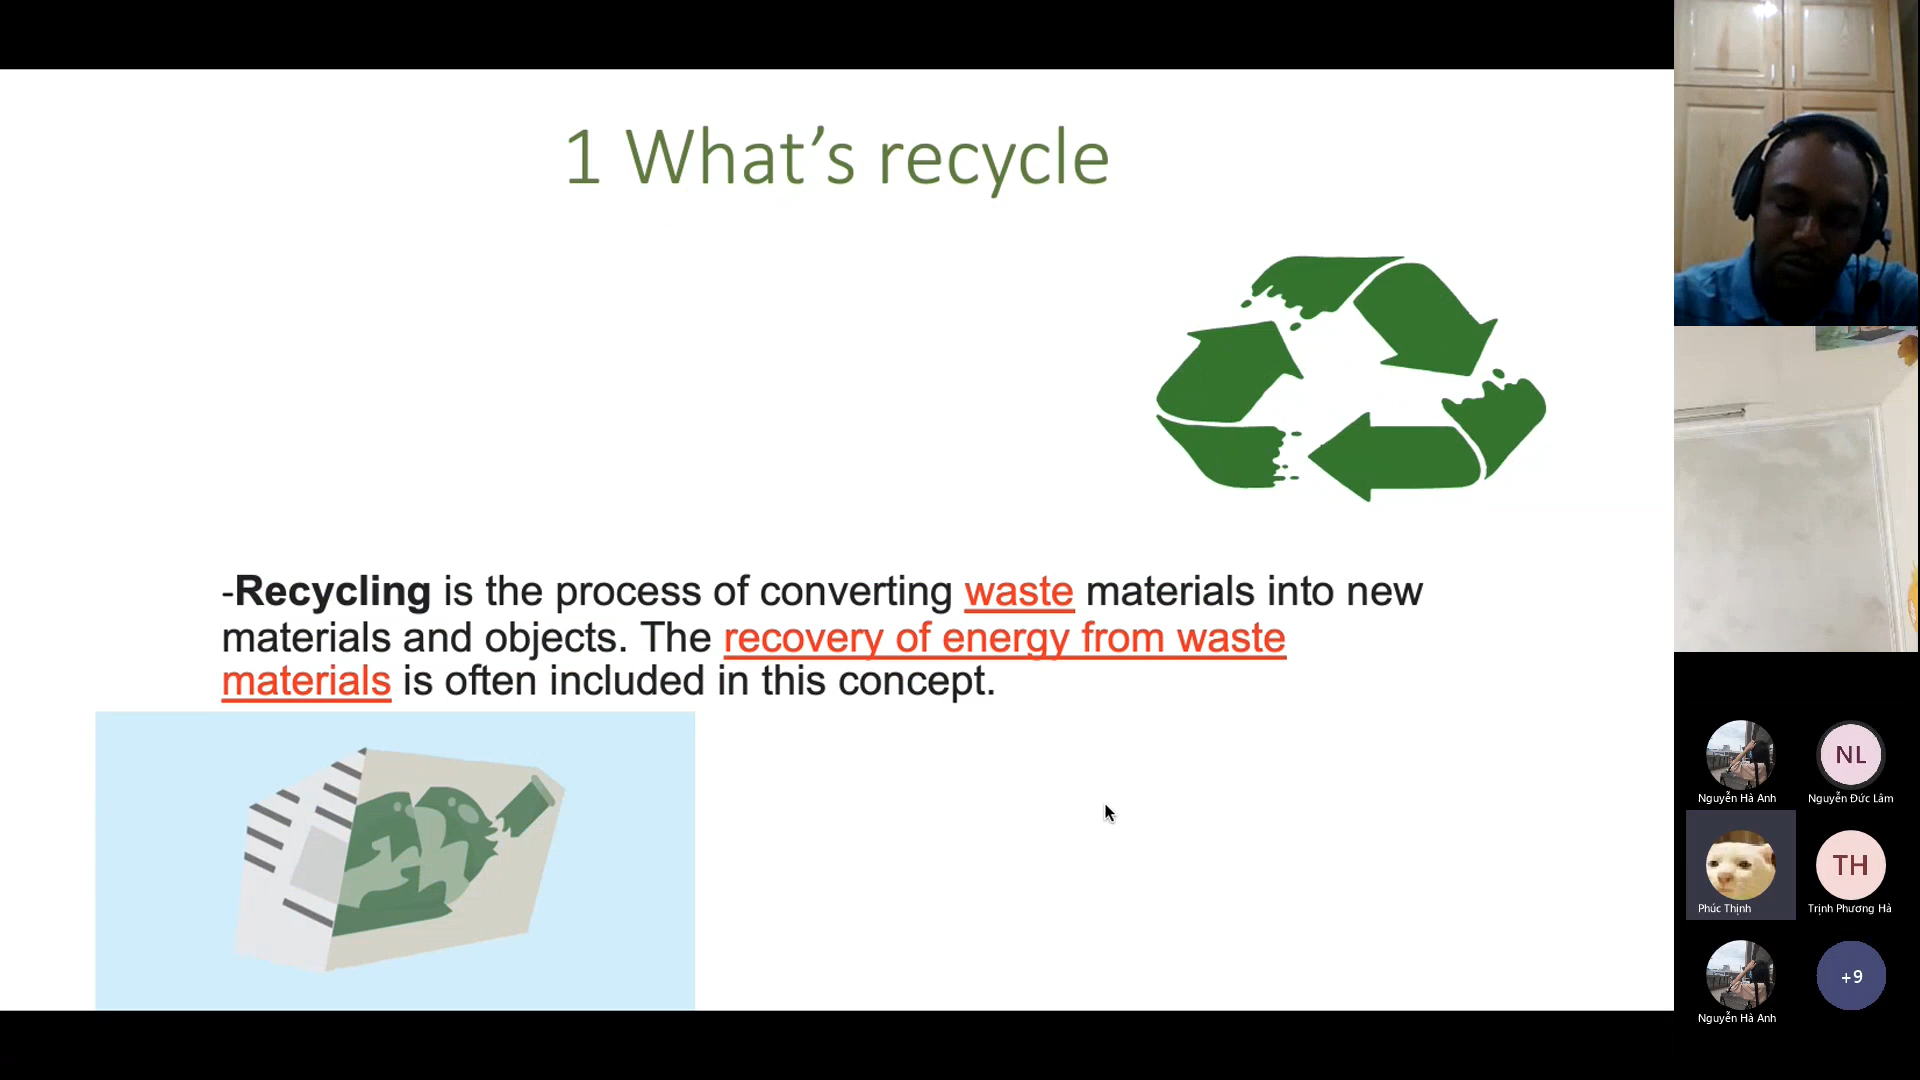 1 What’s recycle
-Recycling is the process of converting waste materials into new
materials and objects. The recovery of energy from waste
materials is often included in this concept.
Nguyễn Hà Anh
NL
Nguyễn Đức Lâm
Phúc Thịnh
TH
Trịnh Phương Hà
Nguyễn Hà Anh
+9